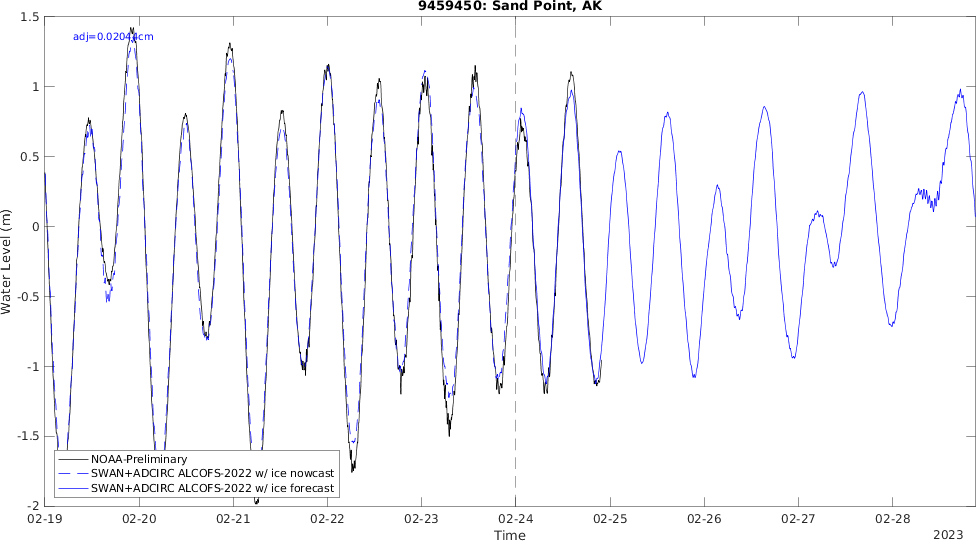 9459450: Sand Point, AK
1.5
adj=0.02044cm
1
0.5
0
Water Level (m)
-0.5
-1
-1.5
NOAA-Preliminary
SWAN+ADCIRC ALCOFS-2022 w/ ice nowcast
SWAN+ADCIRC ALCOFS-2022 w/ ice forecast
-2
02-19 02-20 02-21 02-22 02-23 02-24 02-25 02-26 02-27 02-28
Time
2023